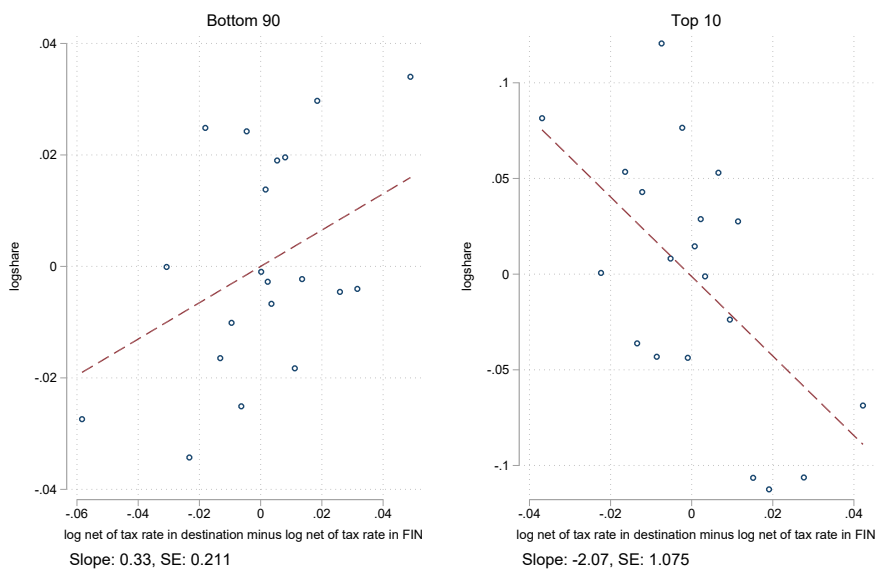 Bottom 90
.04
.02
0
-.02
-.04
logshare
-.06
-.04
-.02
0
.02
.04
log net of tax rate in destination minus log net of tax rate in FIN
Slope: 0.33, SE: 0.211
Top 10
.1
.05
0
-.05
-.1
logshare
-.04
-.02
0
.02
.04
log net of tax rate in destination minus log net of tax rate in FIN
Slope: -2.07, SE: 1.075